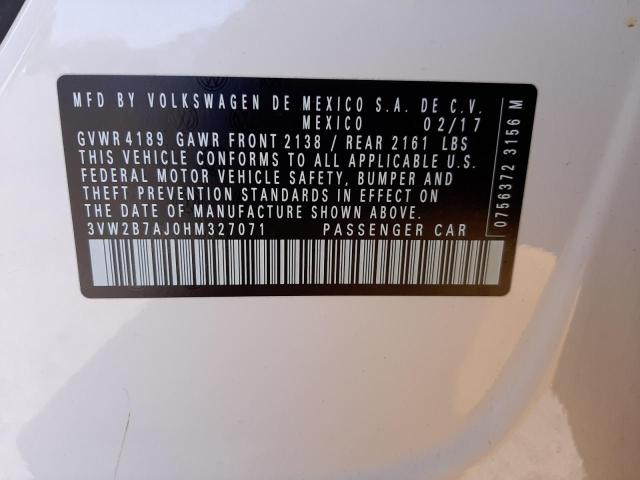 MFD BY VOLKSWAGEN DE MEXICO S.A. DE C.V.
MEXICO 02/17
GVWR 4189 GAWR FRONT 2138 / REAR 2161 LBS
THIS VEHICLE CONFORMS TO ALL APPLICABLE U.S.
FEDERAL MOTOR VEHICLE SAFETY, BUMPER AND
THEFT PREVENTION STANDARDS IN EFFECT ON
THE DATE OF MANUFACTURE SHOWN ABOVE.
3VW2B7AJ0HM327071 PASSENGER CAR
0756372 3156 M